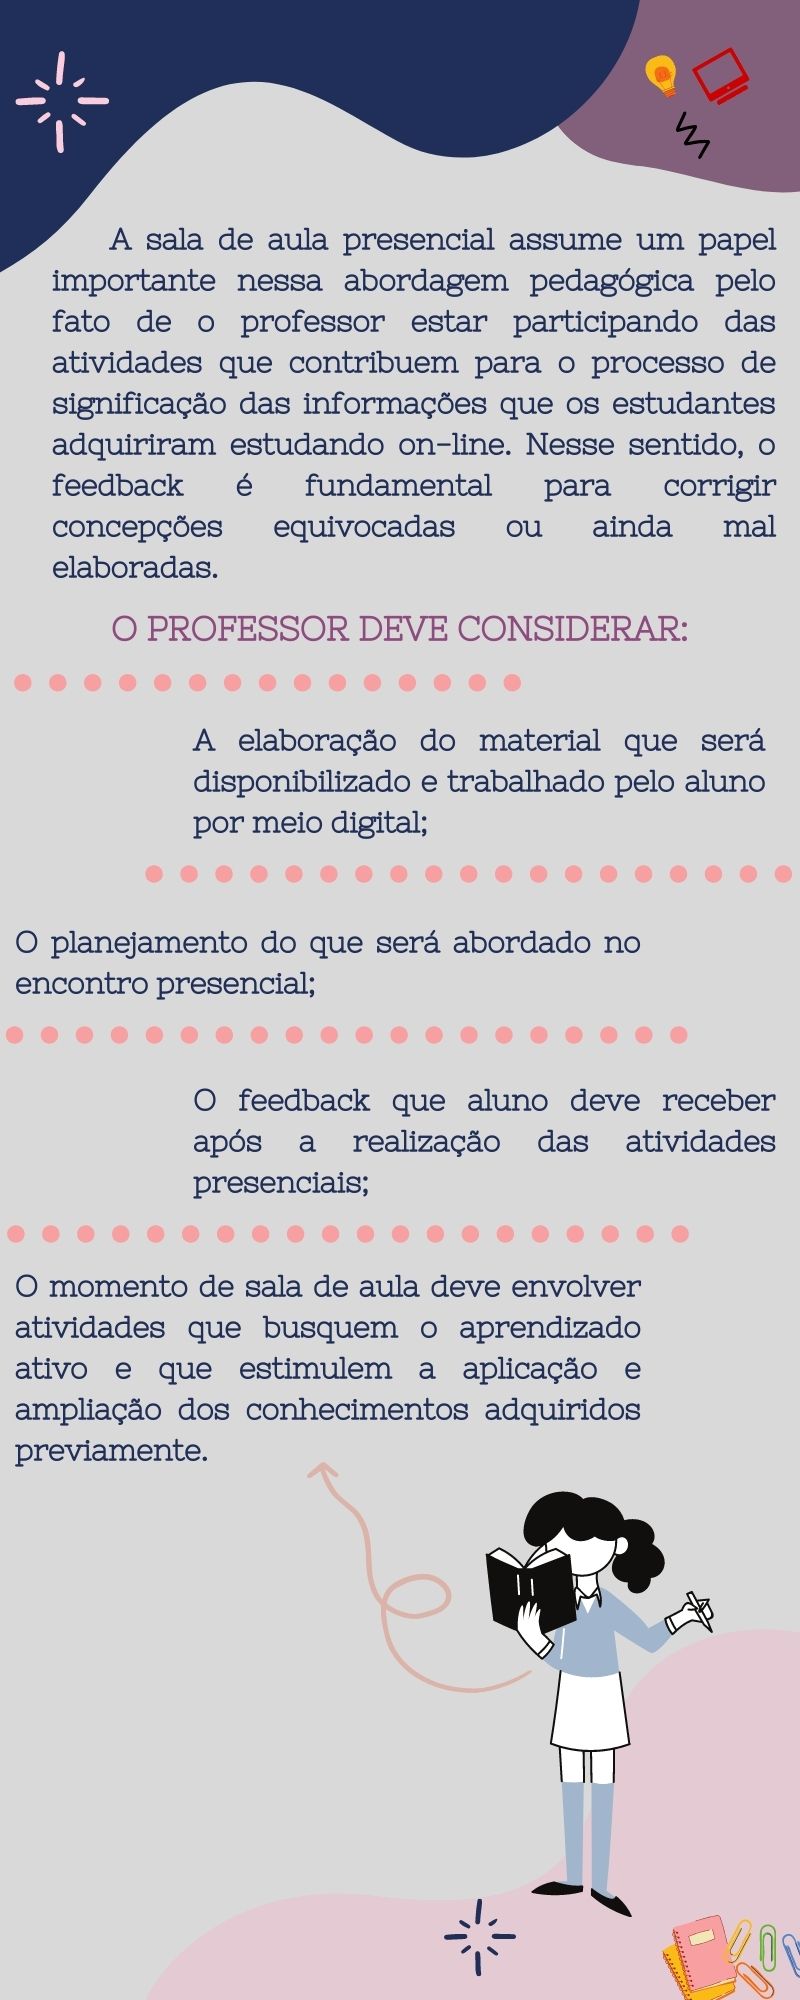 A sala de aula presencial assume um papel
importante nessa abordagem pedagógica pelo
fato de o professor estar participando das
atividades que contribuem para o processo de
significação das informações que os estudantes
adquiriram estudando on-line. Nesse sentido, o
feedback é fundamental para corrigir
concepções equivocadas ou ainda mal
elaboradas.
O PROFESSOR DEVE CONSIDERAR:
A elaboração do material que será
disponibilizado e trabalhado pelo aluno
por meio digital;
O planejamento do que será abordado no
encontro presencial;
O feedback que aluno deve receber
após a realização das atividades
presenciais;
O momento de sala de aula deve envolver
atividades que busquem o aprendizado
ativo e que estimulem a aplicação e
ampliação dos conhecimentos adquiridos
previamente.